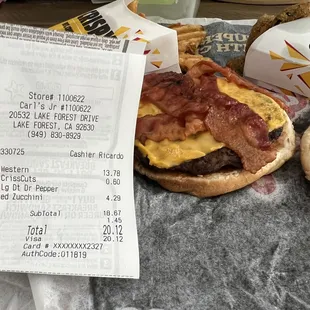 Store# 1100622
Carl's Jr #1100622
20532 LAKE FOREST DRIVE
LAKE FOREST, CA 92630
(949) 830-8929
330725 Cashier Ricardo
Western 13.78
CrissCuts 0.60
Lg Dt Dr Pepper
ed Zucchini 4.29
SubTotal 18.67
1.45
Total 20.12
Visa 20.12
Card # XXXXXXXX2327
AuthCode:011819